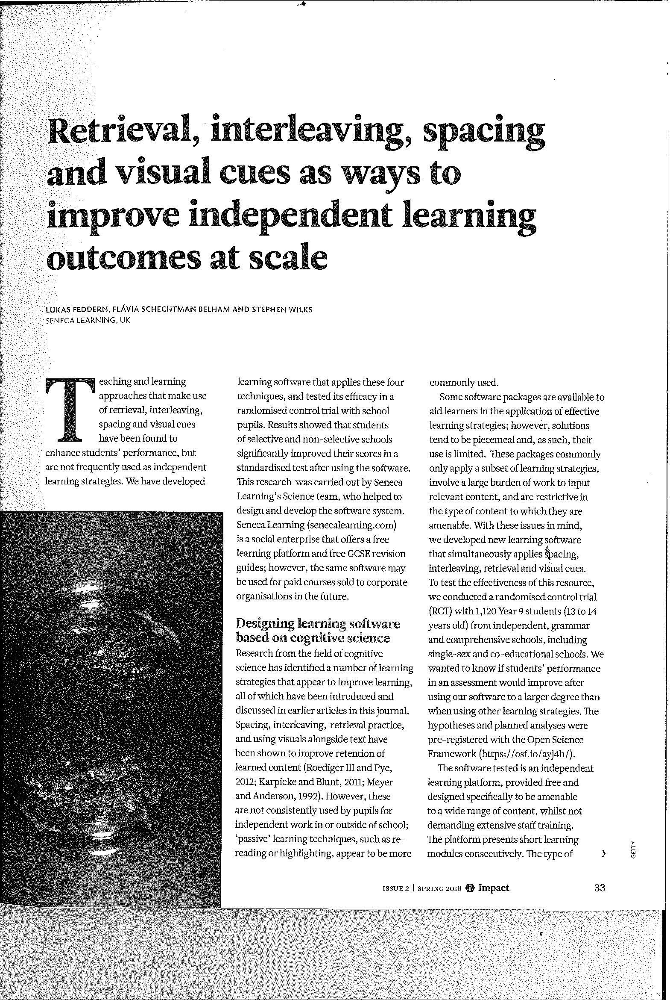 Retrieval, interleaving, spacing
and visual cues as ways to
improve independent learning
outcomes at scale
LUKAS FEDDERN, FLÁVIA SCHECHTMAN BELHAM AND STEPHEN WILKS
SENECA LEARNING, UK
Teaching and learning
approaches that make use
of retrieval, interleaving,
spacing and visual cues
have been found to
enhance students' performance, but
are not frequently used as independent
learning strategies. We have developed
learning software that applies these four
techniques, and tested its efficacy in a
randomised control trial with school
pupils. Results showed that students
of selective and non-selective schools
significantly improved their scores in a
standardised test after using the software.
This research was carried out by Seneca
Learning's Science team, who helped to
design and develop the software system.
Seneca Learning (senecalearning.com)
is a social enterprise that offers a free
learning platform and free GCSE revision
guides; however, the same software may
be used for paid courses sold to corporate
organisations in the future.
Designing learning software
based on cognitive science
Research from the field of cognitive
science has identified a number of learning
strategies that appear to improve learning,
all of which have been introduced and
discussed in earlier articles in this journal.
Spacing, interleaving, retrieval practice,
and using visuals alongside text have
been shown to improve retention of
learned content (Roediger III and Pyc,
2012; Karpicke and Blunt, 2011; Meyer
and Anderson, 1992). However, these
are not consistently used by pupils for
independent work in or outside of school;
'passive' learning techniques, such as re-
reading or highlighting, appear to be more
commonly used.
Some software packages are available to
aid learners in the application of effective
learning strategies; however, solutions
tend to be piecemeal and, as such, their
use is limited. These packages commonly
only apply a subset of learning strategies,
involve a large burden of work to input
relevant content, and are restrictive in
the type of content to which they are
amenable. With these issues in mind,
we developed new learning software
that simultaneously applies spacing,
interleaving, retrieval and visual cues.
To test the effectiveness of this resource,
we conducted a randomised control trial
(RCT) with 1,120 Year 9 students (13 to 14
years old) from independent, grammar
and comprehensive schools, including
single-sex and co-educational schools. We
wanted to know if students' performance
in an assessment would improve after
using our software to a larger degree than
when using other learning strategies. The
hypotheses and planned analyses were
pre-registered with the Open Science
Framework (https://osf.io/ayj4h/).
The software tested is an independent
learning platform, provided free and
designed specifically to be amenable
to a wide range of content, whilst not
demanding extensive staff training.
The platform presents short learning
modules consecutively. The type of
GETTY
ISSUE 2 | SPRING 2018 Impact 33